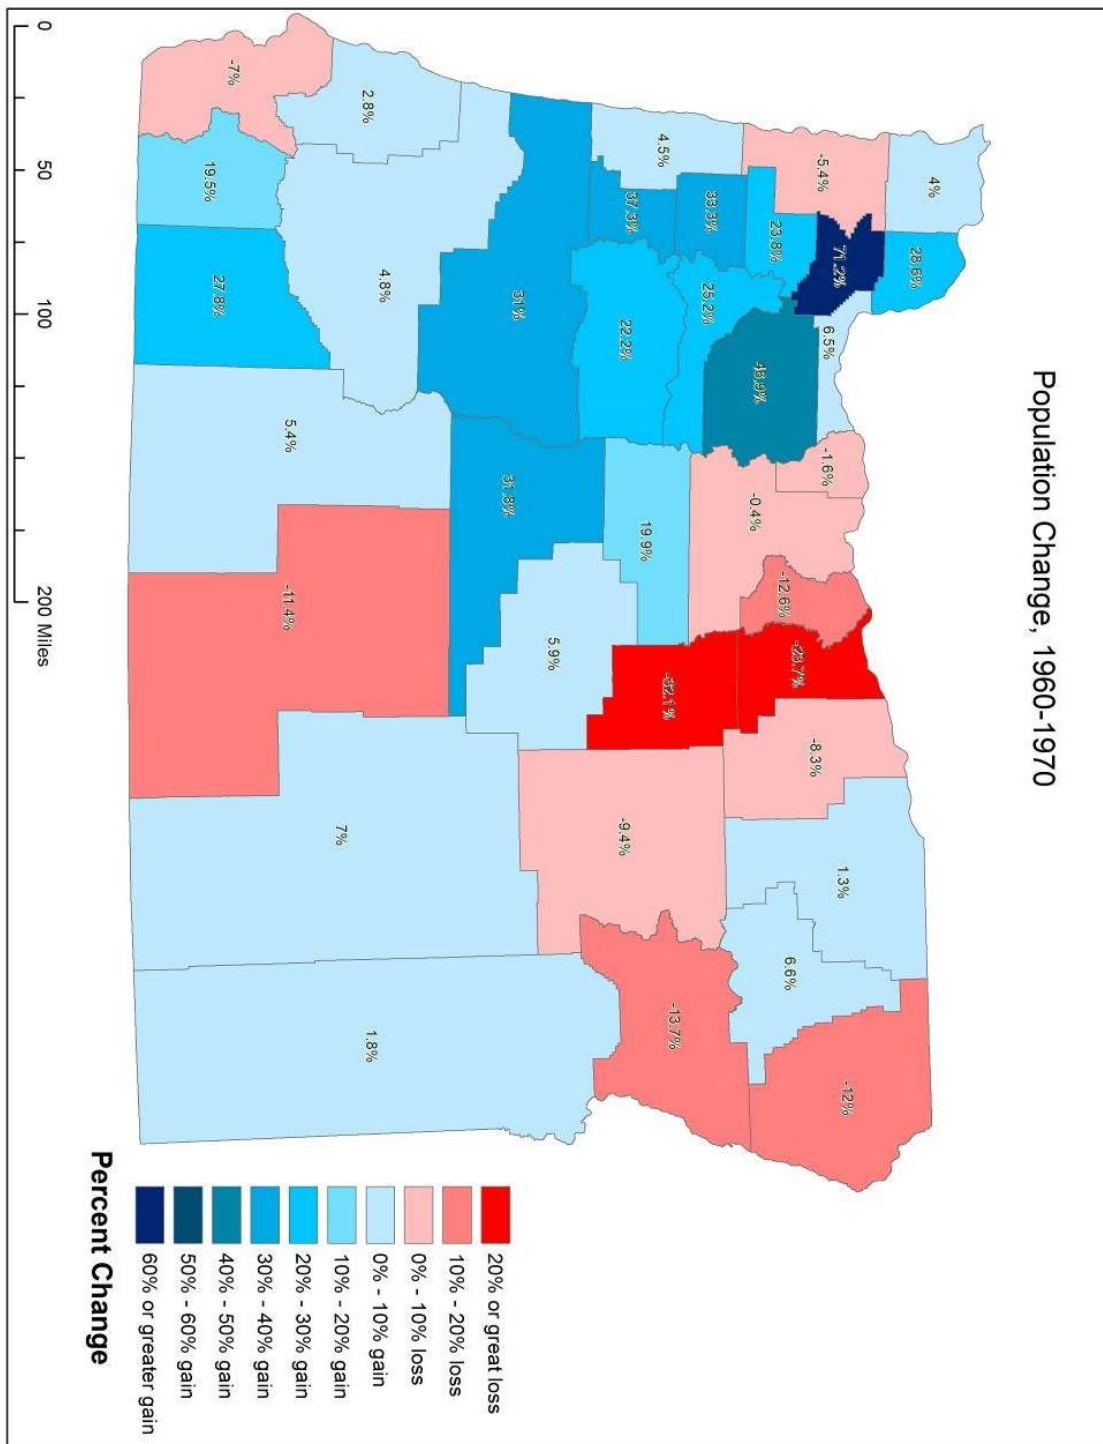 Population Change, 1960-1970
4%
28.6%
-12%
1.3%
71.2%
6.5%
-1.6%
-5.4%
-8.3%
-23.7%
6.6%
-12.6%
23.8%
46.9%
-0.4%
33.3%
25.2%
-13.7%
-32.1%
4.5%
19.9%
37.3%
22.2%
-9.4%
5.9%
31%
31.8%
4.8%
2.8%
1.8%
7%
5.4%
-11.4%
-7%
27.8%
19.5%
20% or great loss
10% - 20% loss
0% - 10% loss
0% - 10% gain
10% - 20% gain
20% - 30% gain
30% - 40% gain
40% - 50% gain
50% - 60% gain
60% or greater gain
Percent Change
0 50 100 200 Miles